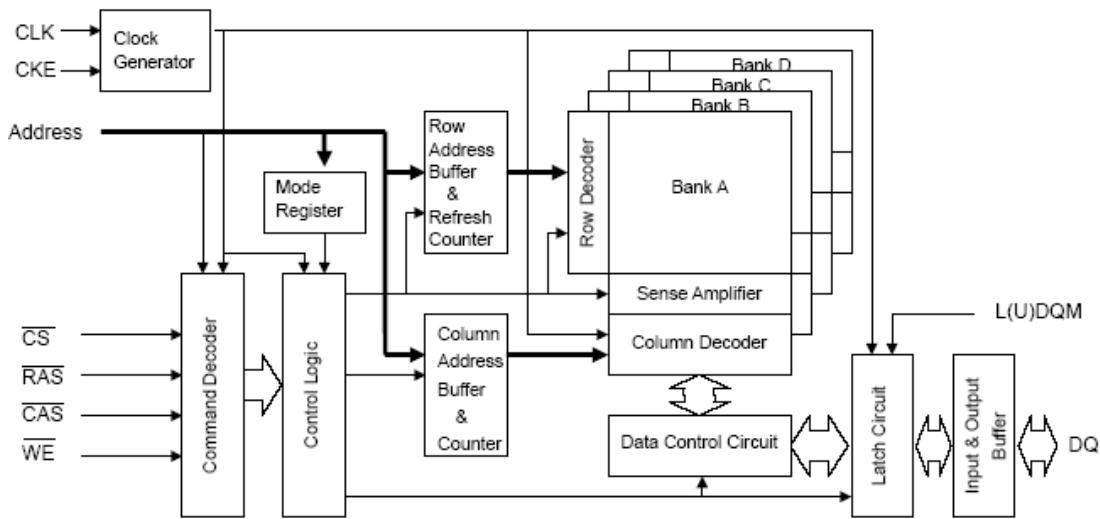 CLK
CKE
Clock
Generator
Bank D
Bank C
Bank B
Address
Row
Address
Buffer
&
Refresh
Counter
Row Decoder
Bank A
Mode
Register
Sense Amplifier
Column Decoder
L(U)DQM
CS
RAS
CAS
WE
Command Decoder
Control Logic
Column
Address
Buffer
&
Counter
Data Control Circuit
Latch Circuit
Input & Output
Buffer
DQ